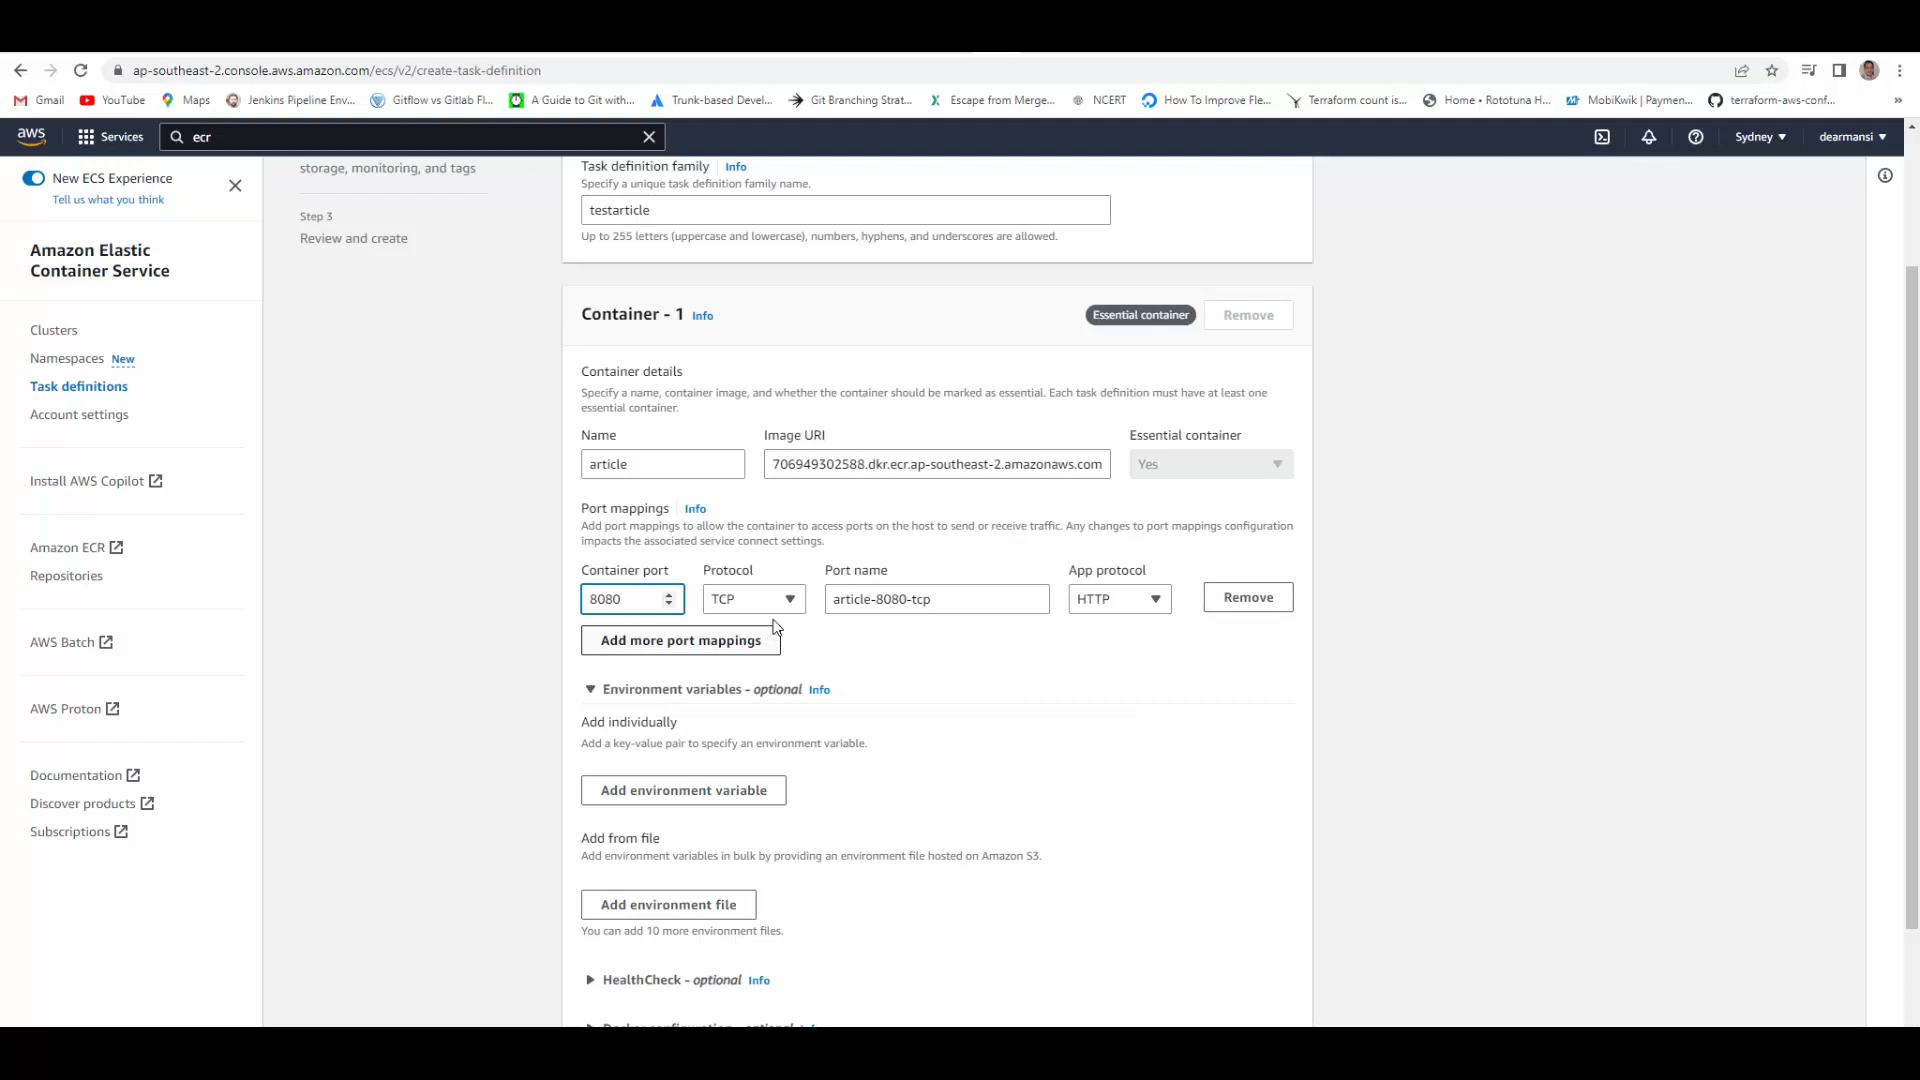 ap-southeast-2.console.aws.amazon.com/ecs/v2/create-task-definition
Gmail YouTube Maps Jenkins Pipeline Env... Gitflow vs Gitlab Fl... A Guide to Git with... Trunk-based Devel... Git Branching Strat... Escape from Merge... NCERT How To Improve Fle... Terraform count is... Home • Rototuna H... MobiKwik | Paymen... terraform-aws-conf... »
aws Services ecr Sydney dearmansi
New ECS Experience
Tell us what you think
Amazon Elastic
Container Service
Clusters
Namespaces New
Task definitions
Account settings
Install AWS Copilot
Amazon ECR
Repositories
AWS Batch
AWS Proton
Documentation
Discover products
Subscriptions
storage, monitoring, and tags
Step 3
Review and create
Task definition family Info
Specify a unique task definition family name.
testarticle
Up to 255 letters (uppercase and lowercase), numbers, hyphens, and underscores are allowed.
Container - 1 Info Essential container Remove
Container details
Specify a name, container image, and whether the container should be marked as essential. Each task definition must have at least one
essential container.
Name Image URI Essential container
article 706949302588.dkr.ecr.ap-southeast-2.amazonaws.com Yes
Port mappings Info
Add port mappings to allow the container to access ports on the host to send or receive traffic. Any changes to port mappings configuration
impacts the associated service connect settings.
Container port Protocol Port name App protocol
8080 TCP article-8080-tcp HTTP Remove
Add more port mappings
Environment variables - optional Info
Add individually
Add a key-value pair to specify an environment variable.
Add environment variable
Add from file
Add environment variables in bulk by providing an environment file hosted on Amazon S3.
Add environment file
You can add 10 more environment files.
HealthCheck - optional Info